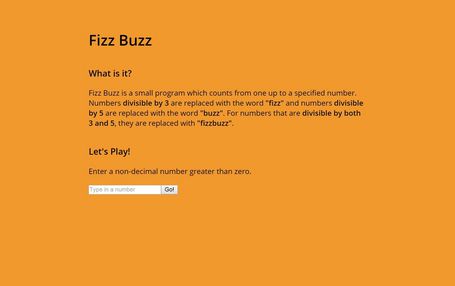 Fizz Buzz
What is it?
Fizz Buzz is a small program which counts from one up to a specified number.
Numbers divisible by 3 are replaced with the word "fizz" and numbers divisible
by 5 are replaced with the word "buzz". For numbers that are divisible by both
3 and 5, they are replaced with "fizzbuzz".
Let's Play!
Enter a non-decimal number greater than zero.
Type in a number Go!